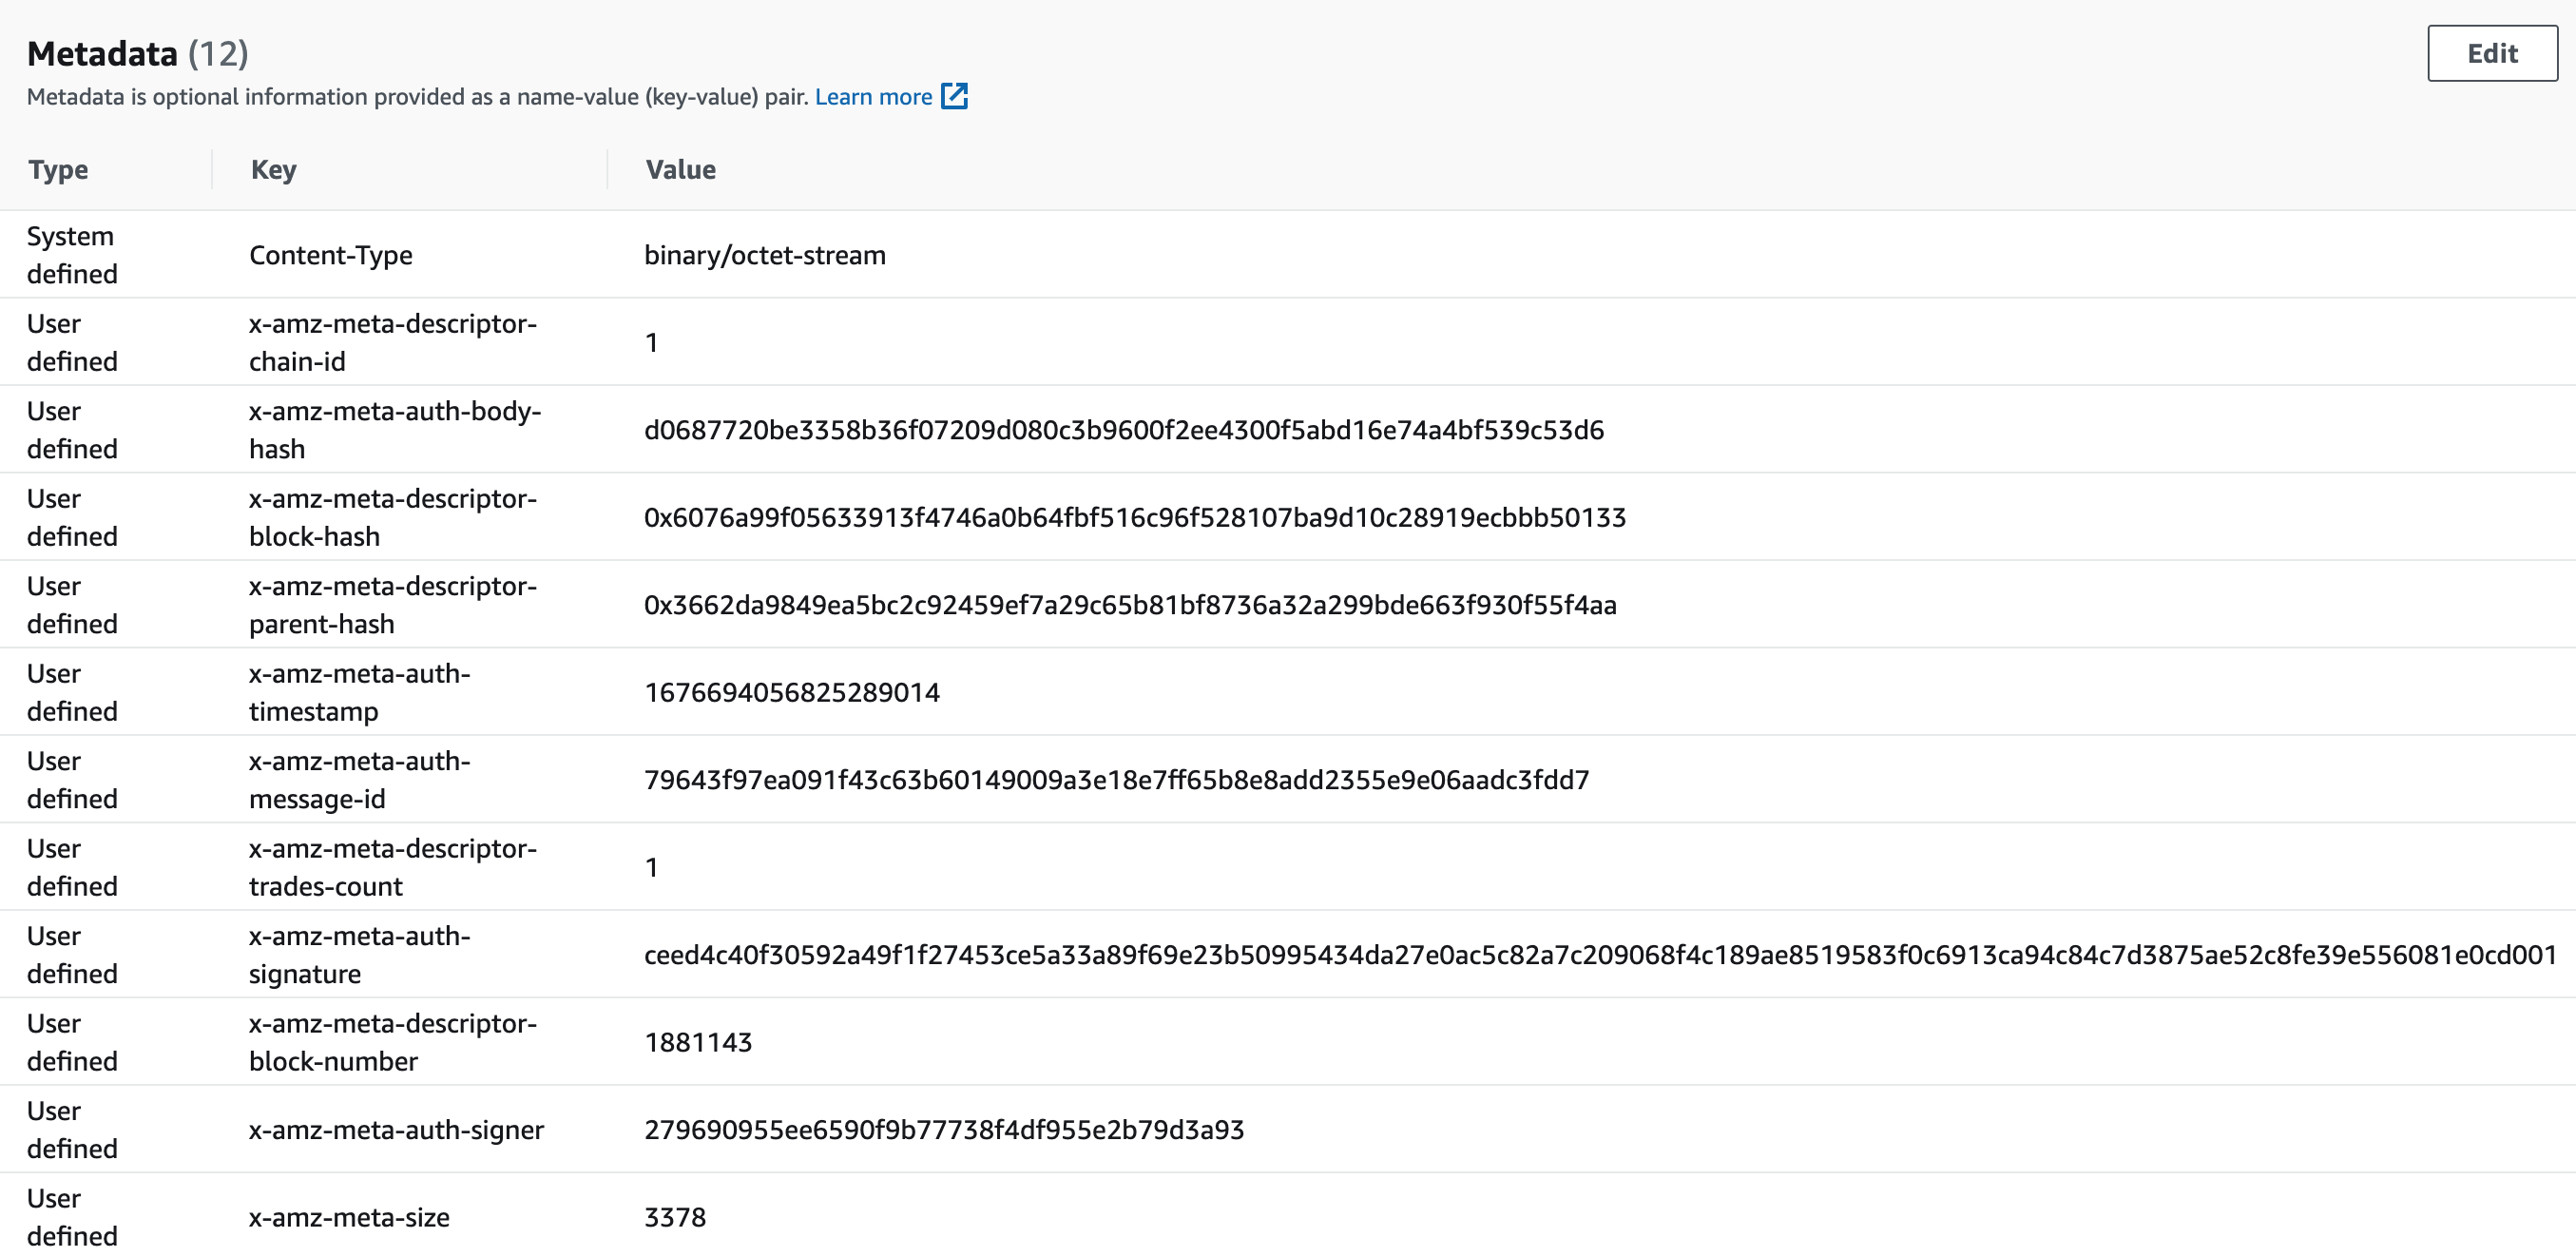 Metadata (12)
Edit
Metadata is optional information provided as a name-value (key-value) pair. Learn more
Type Key Value
System defined Content-Type binary/octet-stream
User defined x-amz-meta-descriptor-chain-id 1
User defined x-amz-meta-auth-body-hash d0687720be3358b36f07209d080c3b9600f2ee4300f5abd16e74a4bf539c53d6
User defined x-amz-meta-descriptor-block-hash 0x6076a99f05633913f4746a0b64fbf516c96f528107ba9d10c28919ecbbb50133
User defined x-amz-meta-descriptor-parent-hash 0x3662da9849ea5bc2c92459ef7a29c65b81bf8736a32a299bde663f930f55f4aa
User defined x-amz-meta-auth-timestamp 1676694056825289014
User defined x-amz-meta-auth-message-id 79643f97ea091f43c63b60149009a3e18e7ff65b8e8add2355e9e06aadc3fdd7
User defined x-amz-meta-descriptor-trades-count 1
User defined x-amz-meta-auth-signature ceed4c40f30592a49f1f27453ce5a33a89f69e23b50995434da27e0ac5c82a7c209068f4c189ae8519583f0c6913ca94c84c7d3875ae52c8fe39e556081e0cd001
User defined x-amz-meta-descriptor-block-number 1881143
User defined x-amz-meta-auth-signer 279690955ee6590f9b77738f4df955e2b79d3a93
User defined x-amz-meta-size 3378